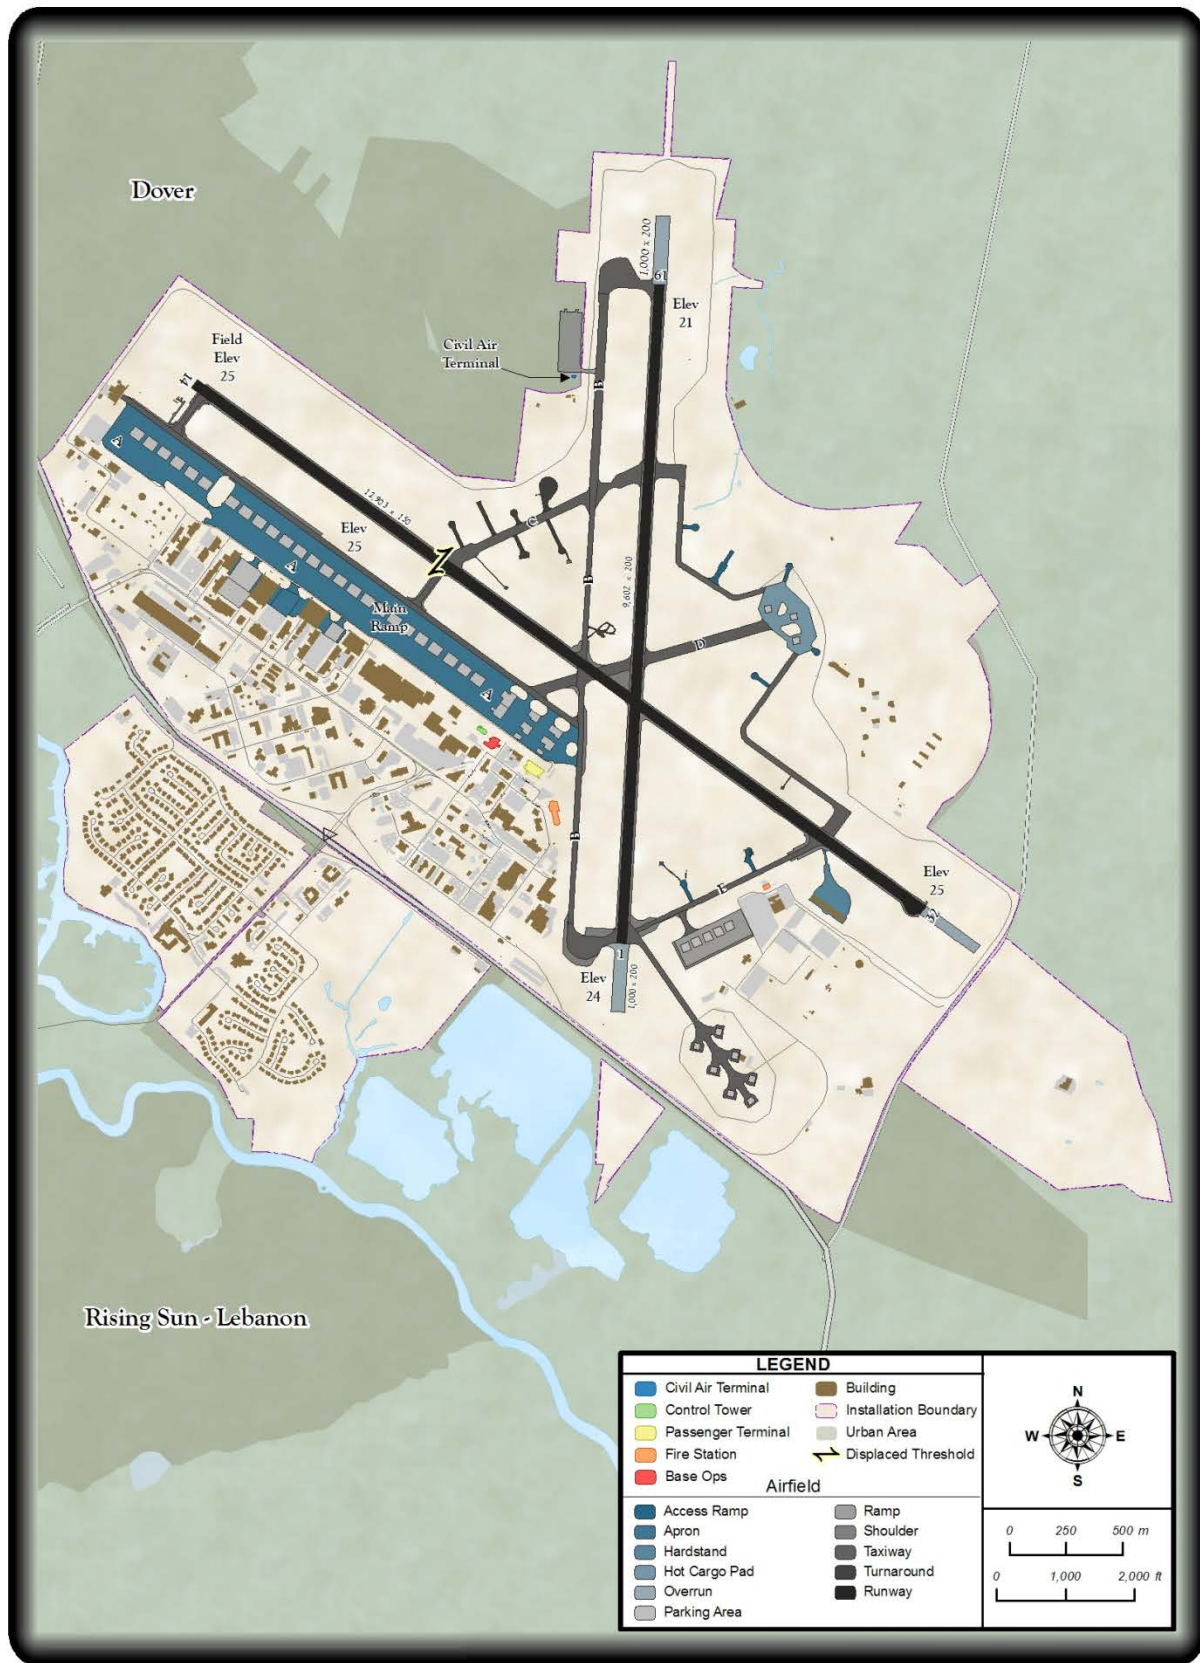 Dover
1,000 x 200
61
Elev
21
Field
Elev
25
Civil Air
Terminal
14
B
A
12,903 x 150
Elev
25
C
A
B
9,602 x 200
Main
Ramp
D
A
B
E
Elev
25
32
1
Elev
24
1,000 x 200
Rising Sun - Lebanon
LEGEND
Civil Air Terminal
Control Tower
Passenger Terminal
Fire Station
Base Ops
Building
Installation Boundary
Urban Area
Displaced Threshold
Airfield
Access Ramp
Apron
Hardstand
Hot Cargo Pad
Overrun
Parking Area
Ramp
Shoulder
Taxiway
Turnaround
Runway
N
W E
S
0 250 500 m
0 1,000 2,000 ft